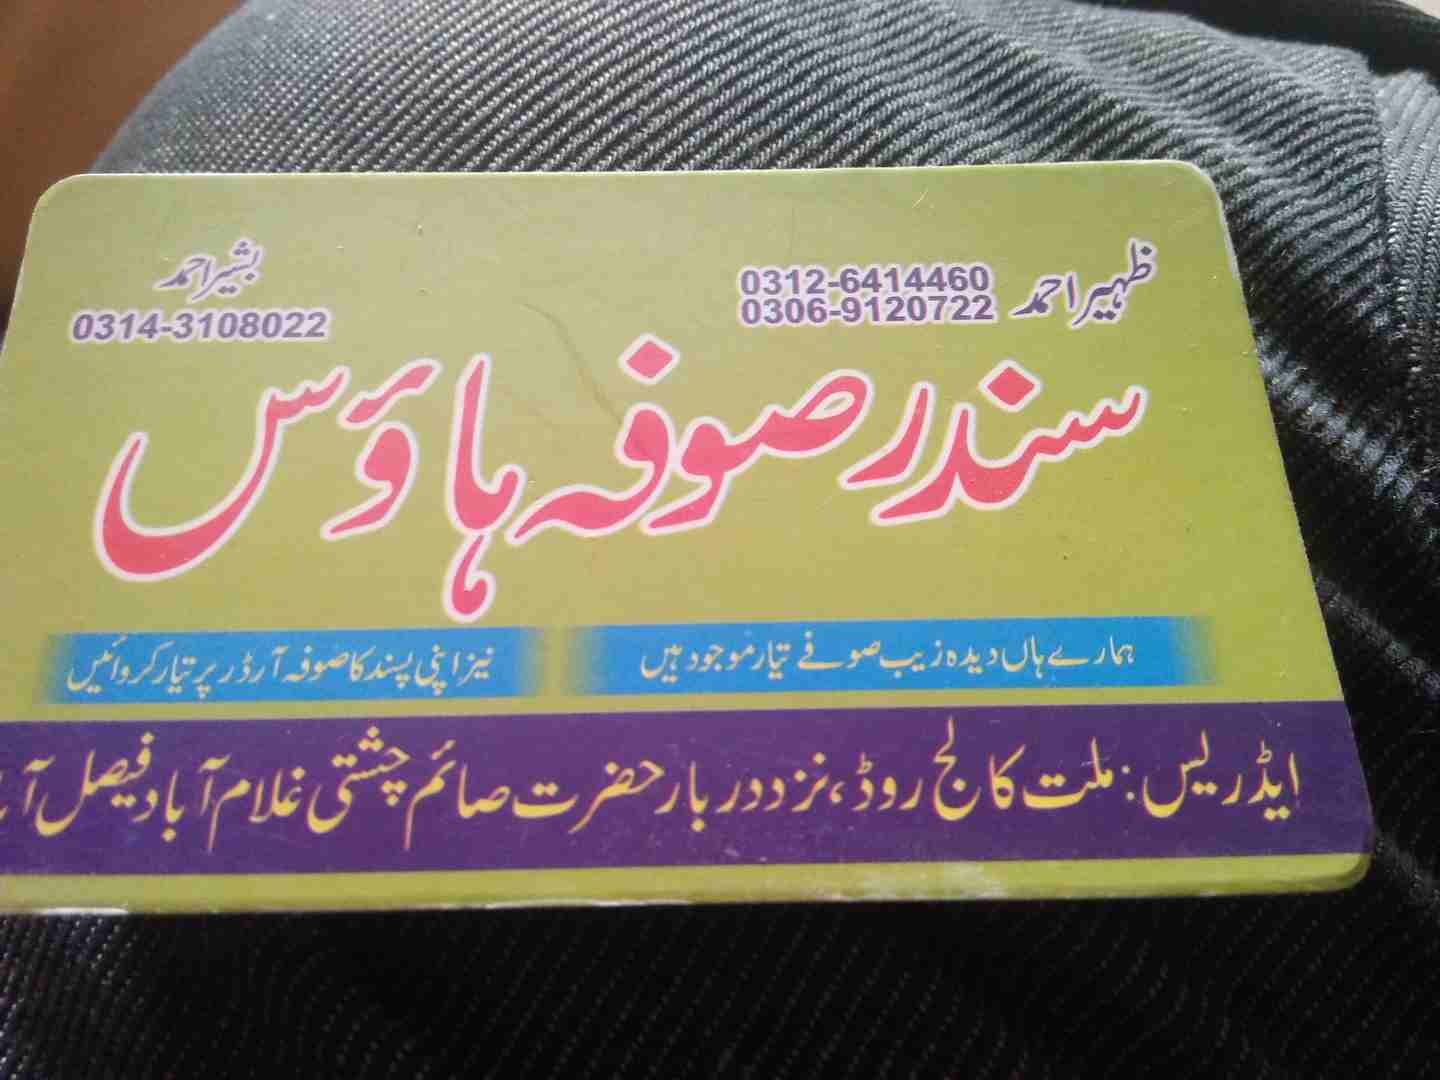 ظہیر احمد
0312-6414460
0306-9120722
بشیر احمد
0314-3108022
سندر صوفہ ہاؤس
ہمارے ہاں دیدہ زیب صوفے تیار موجود ہیں
نیز اپنی پسند کا صوفہ آرڈر پر تیار کروائیں
ایڈریس: ملت کالج روڈ، نزد دربار حضرت صائم چشتی غلام آباد فیصل